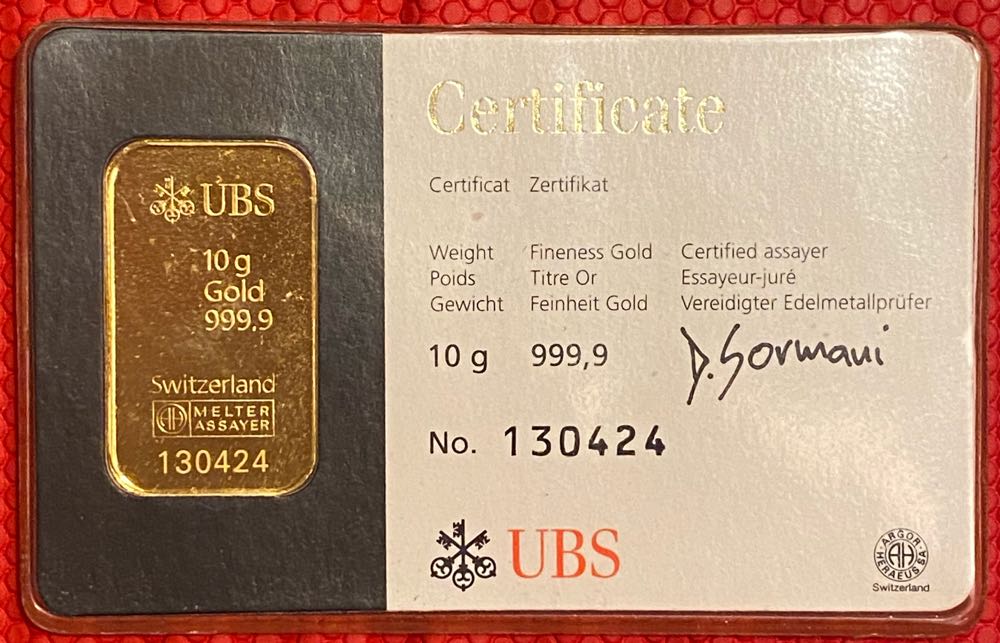 UBS
10 g
Gold
999.9
Switzerland
AH MELTER
ASSAYER
130424
Certificate
Certificat Zertifikat
Weight Fineness Gold Certified assayer
Poids Titre Or Essayeur-juré
Gewicht Feinheit Gold Vereidigter Edelmetallprüfer
10 g 999,9 D. Sormani
No. 130424
UBS
ARGOR-
AH
HERAEUS SA
Switzerland